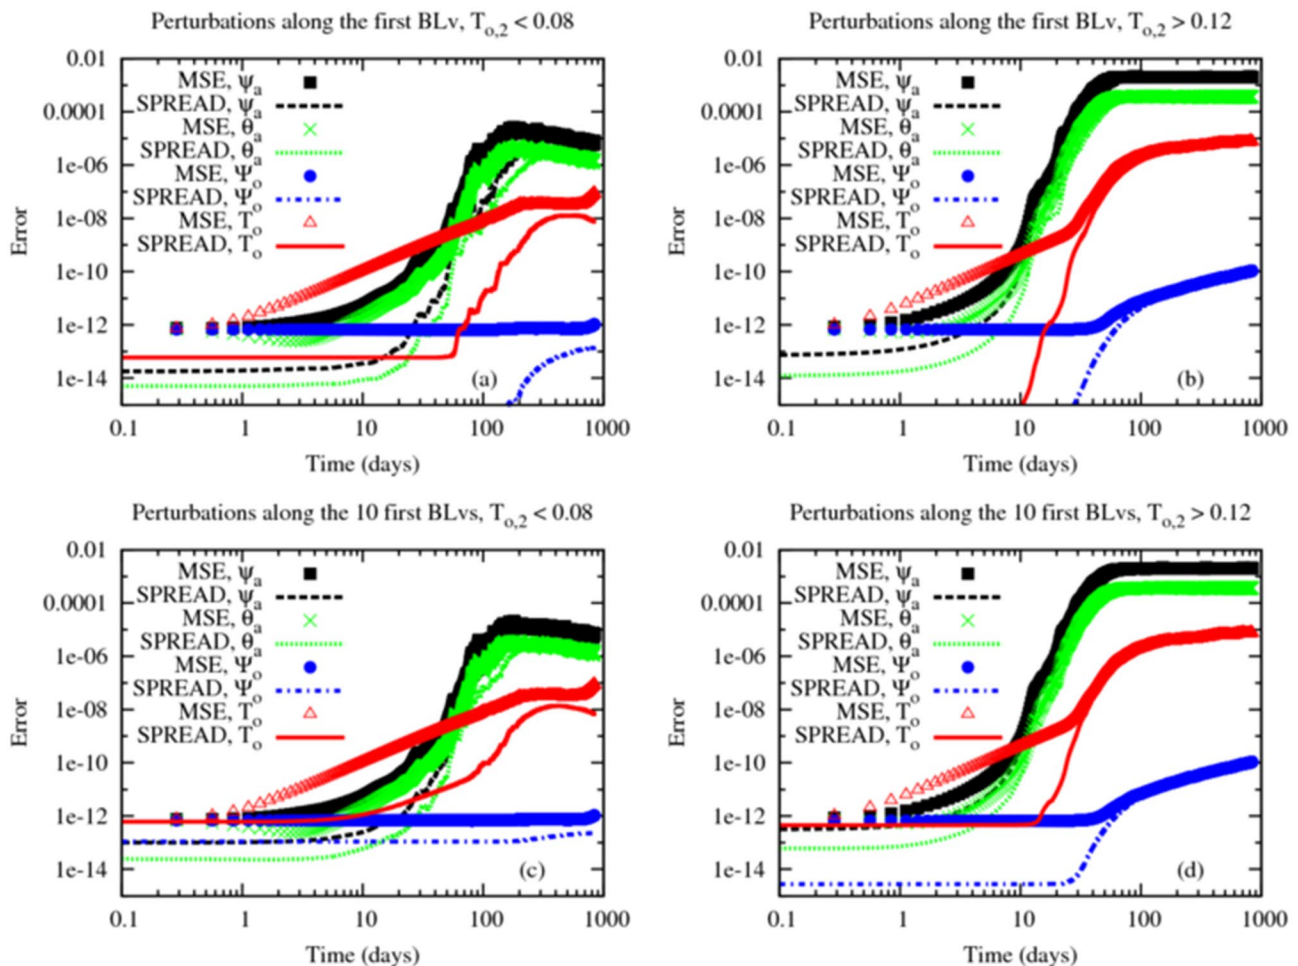 Perturbations along the first BLv, T_{o,2} < 0.08
0.01
0.0001
1e-06
1e-08
1e-10
1e-12
1e-14
Error
MSE, ψ_a
SPREAD, ψ_a
MSE, θ_a
SPREAD, θ_a
MSE, Ψ_o
SPREAD, Ψ_o
MSE, T_o
SPREAD, T_o
(a)
0.1 1 10 100 1000
Time (days)
Perturbations along the first BLv, T_{o,2} > 0.12
0.01
0.0001
1e-06
1e-08
1e-10
1e-12
1e-14
Error
MSE, ψ_a
SPREAD, ψ_a
MSE, θ_a
SPREAD, θ_a
MSE, Ψ_o
SPREAD, Ψ_o
MSE, T_o
SPREAD, T_o
(b)
0.1 1 10 100 1000
Time (days)
Perturbations along the 10 first BLvs, T_{o,2} < 0.08
0.01
0.0001
1e-06
1e-08
1e-10
1e-12
1e-14
Error
MSE, ψ_a
SPREAD, ψ_a
MSE, θ_a
SPREAD, θ_a
MSE, Ψ_o
SPREAD, Ψ_o
MSE, T_o
SPREAD, T_o
(c)
0.1 1 10 100 1000
Time (days)
Perturbations along the 10 first BLvs, T_{o,2} > 0.12
0.01
0.0001
1e-06
1e-08
1e-10
1e-12
1e-14
Error
MSE, ψ_a
SPREAD, ψ_a
MSE, θ_a
SPREAD, θ_a
MSE, Ψ_o
SPREAD, Ψ_o
MSE, T_o
SPREAD, T_o
(d)
0.1 1 10 100 1000
Time (days)